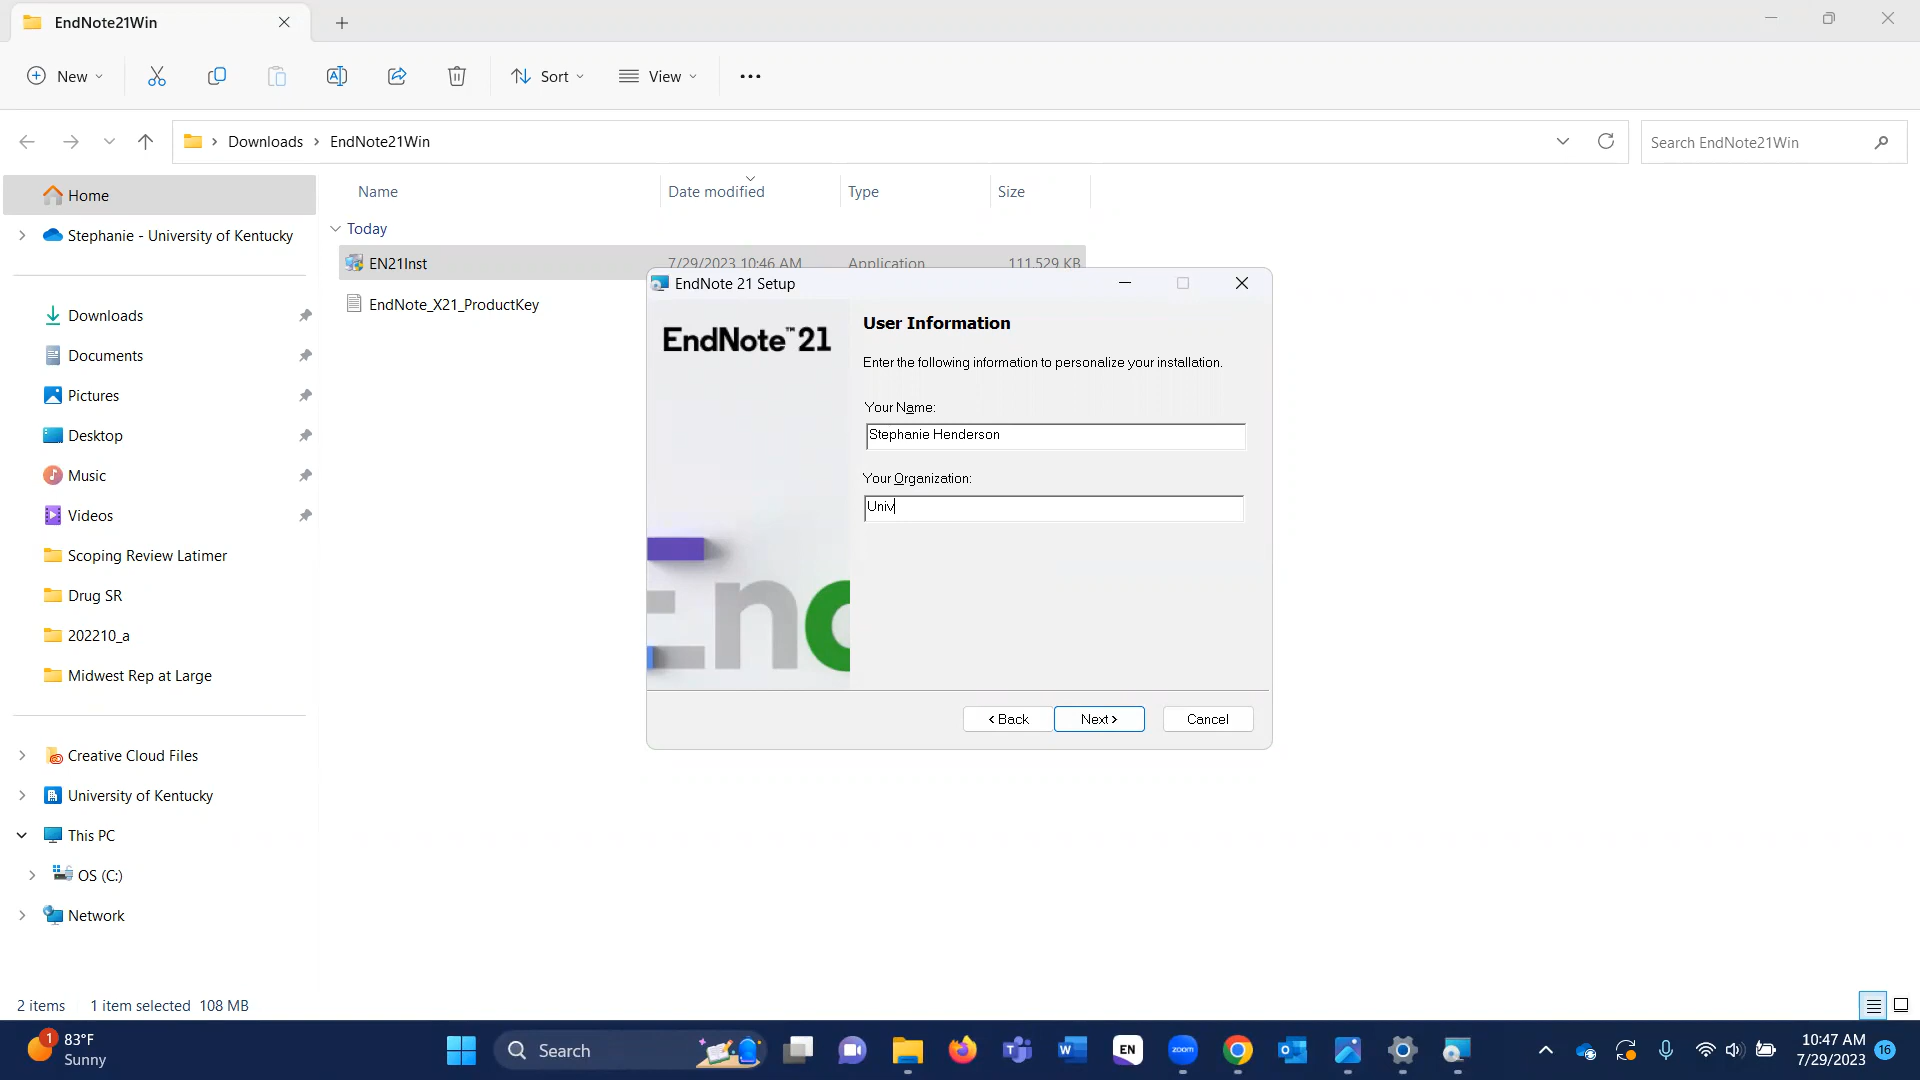 EndNote21Win
New
Sort
View
Downloads
EndNote21Win
Search EndNote21Win
Home
Stephanie - University of Kentucky
Downloads
Documents
Pictures
Desktop
Music
Videos
Scoping Review Latimer
Drug SR
202210_a
Midwest Rep at Large
Creative Cloud Files
University of Kentucky
This PC
OS (C:)
Network
Name
Date modified
Type
Size
Today
EN21Inst
7/29/2023 10:46 AM
Application
111,529 KB
EndNote_X21_ProductKey
EndNote 21 Setup
EndNote™ 21
EnC
User Information
Enter the following information to personalize your installation.
Your Name:
Stephanie Henderson
Your Organization:
Univ
< Back
Next >
Cancel
2 items
1 item selected 108 MB
1
83°F
Sunny
Search
T
W
EN
zoom
10:47 AM
7/29/2023
16